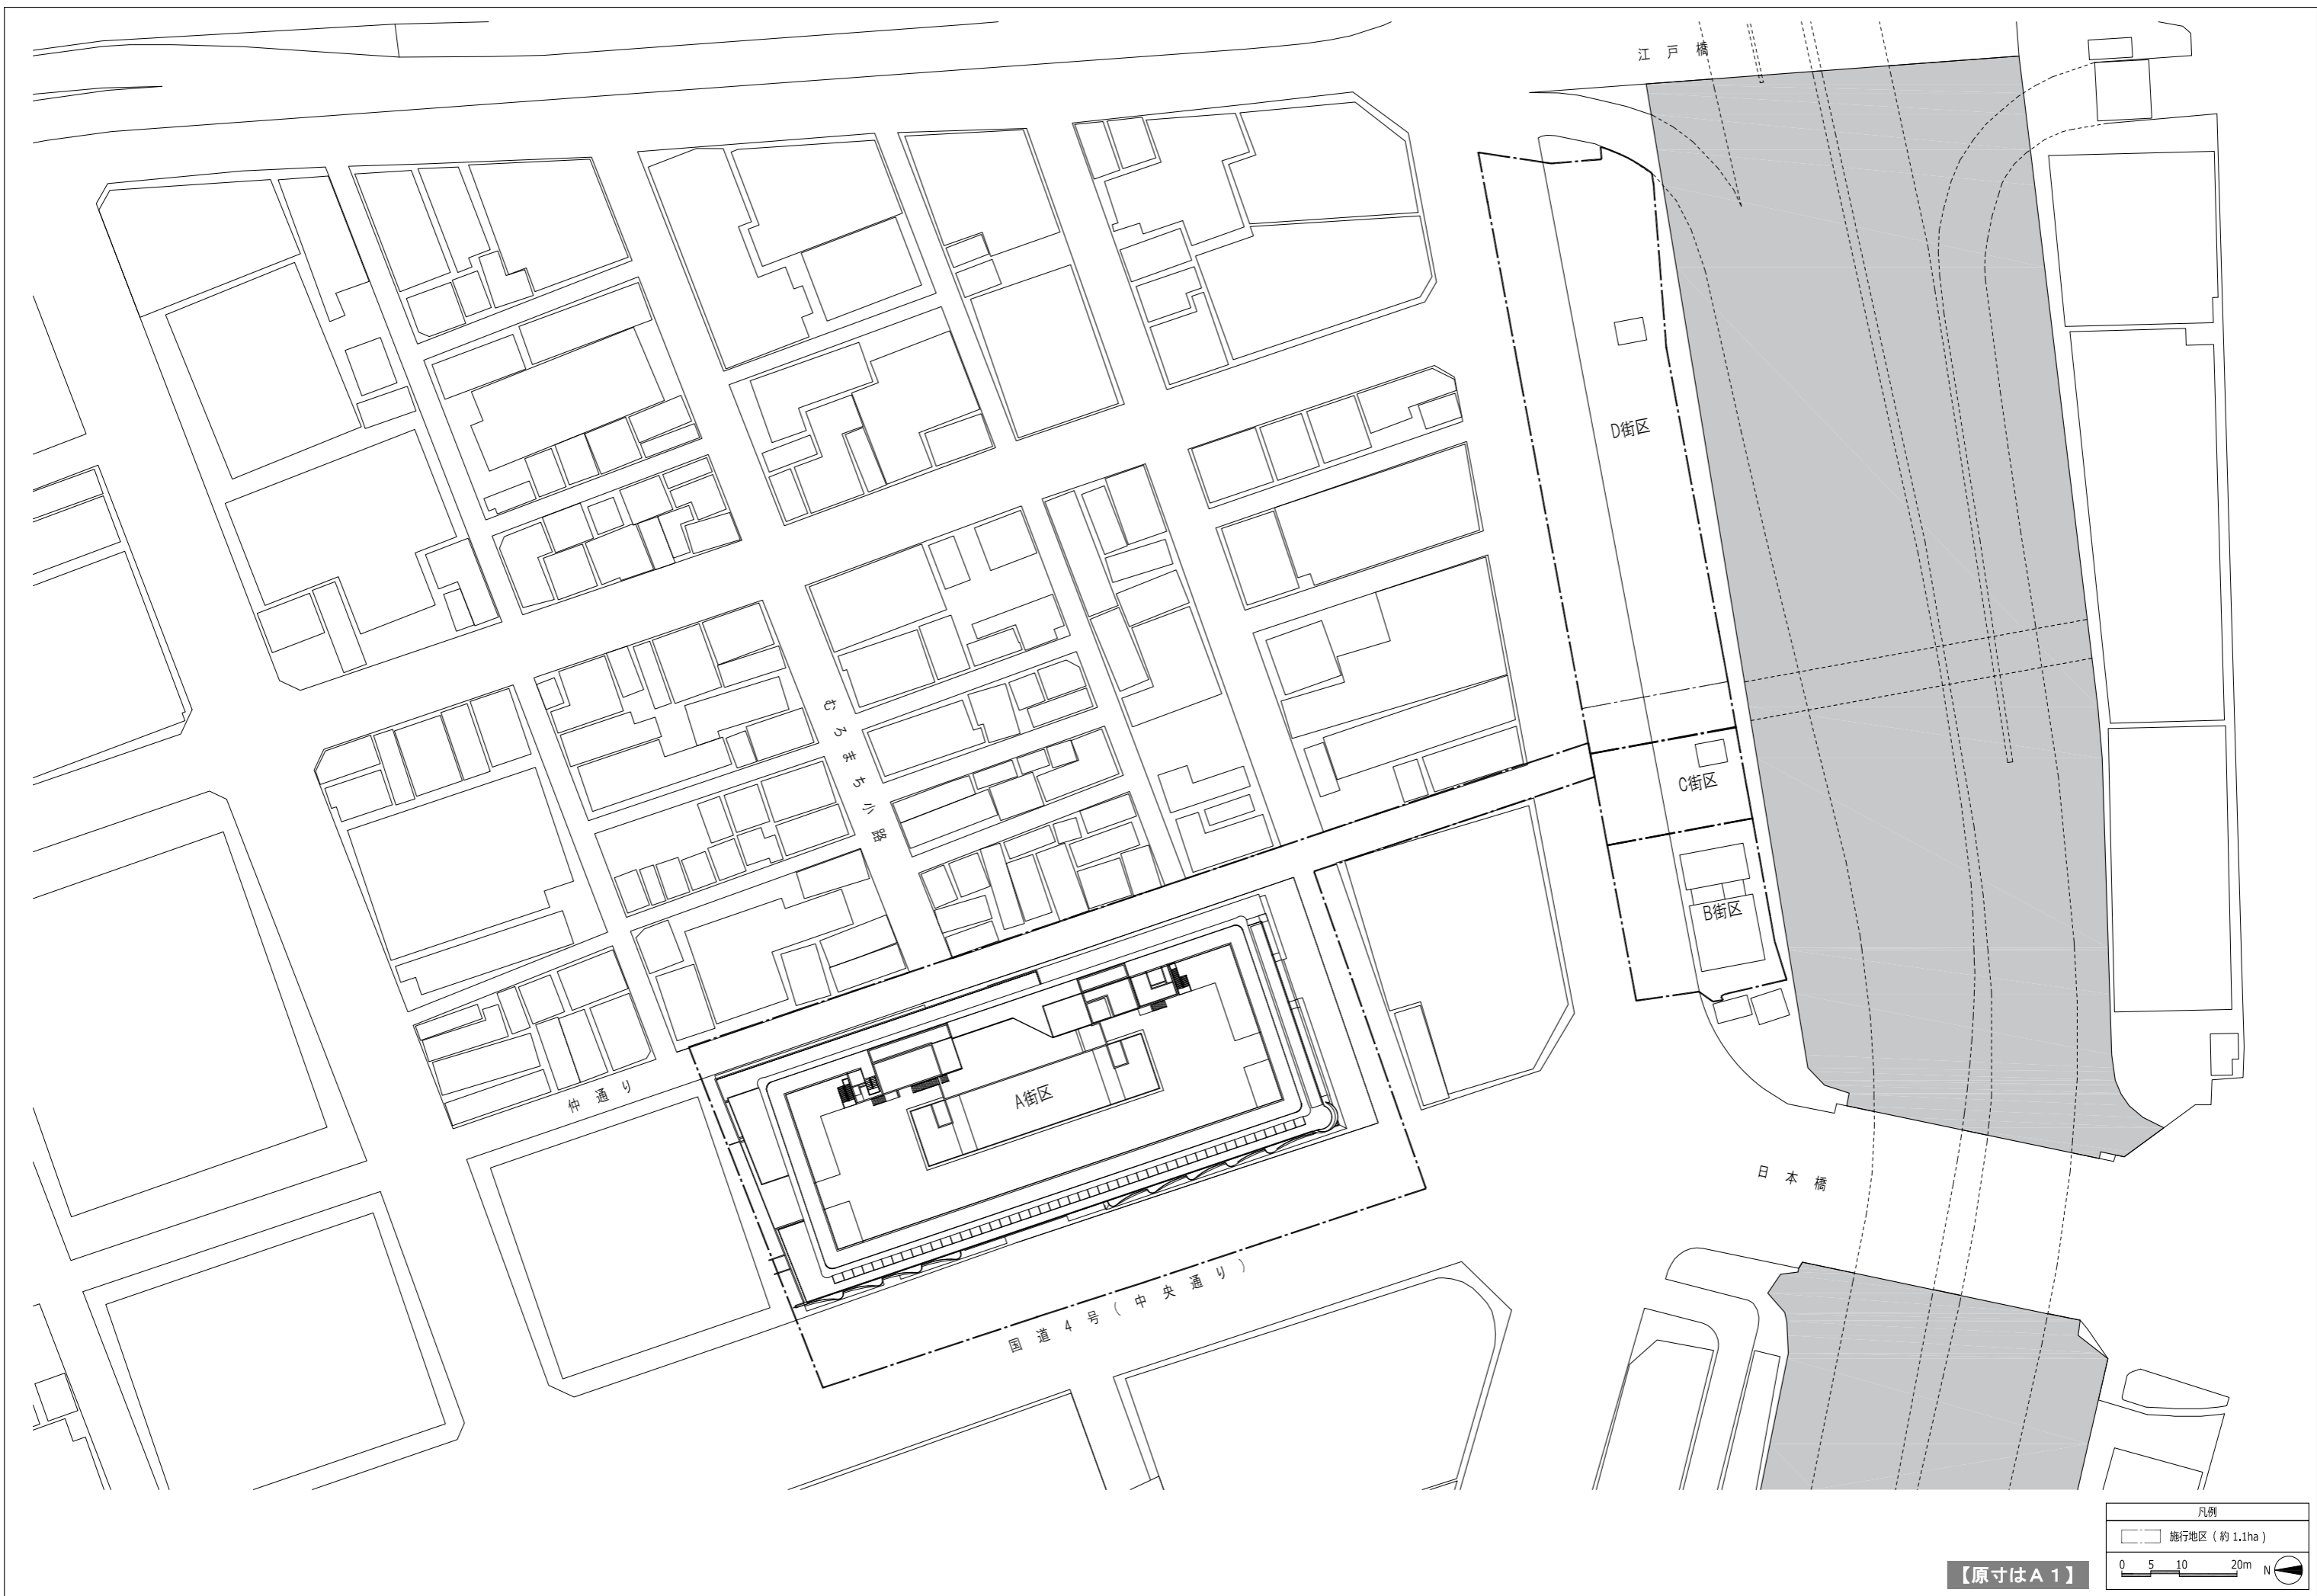 江戸橋
D街区
むろまち小路
C街区
B街区
仲通り
A街区
日本橋
国道4号(中央通り)
凡例
施行地区(約1.1ha)
0 5 10 20m N
【原寸はA1】